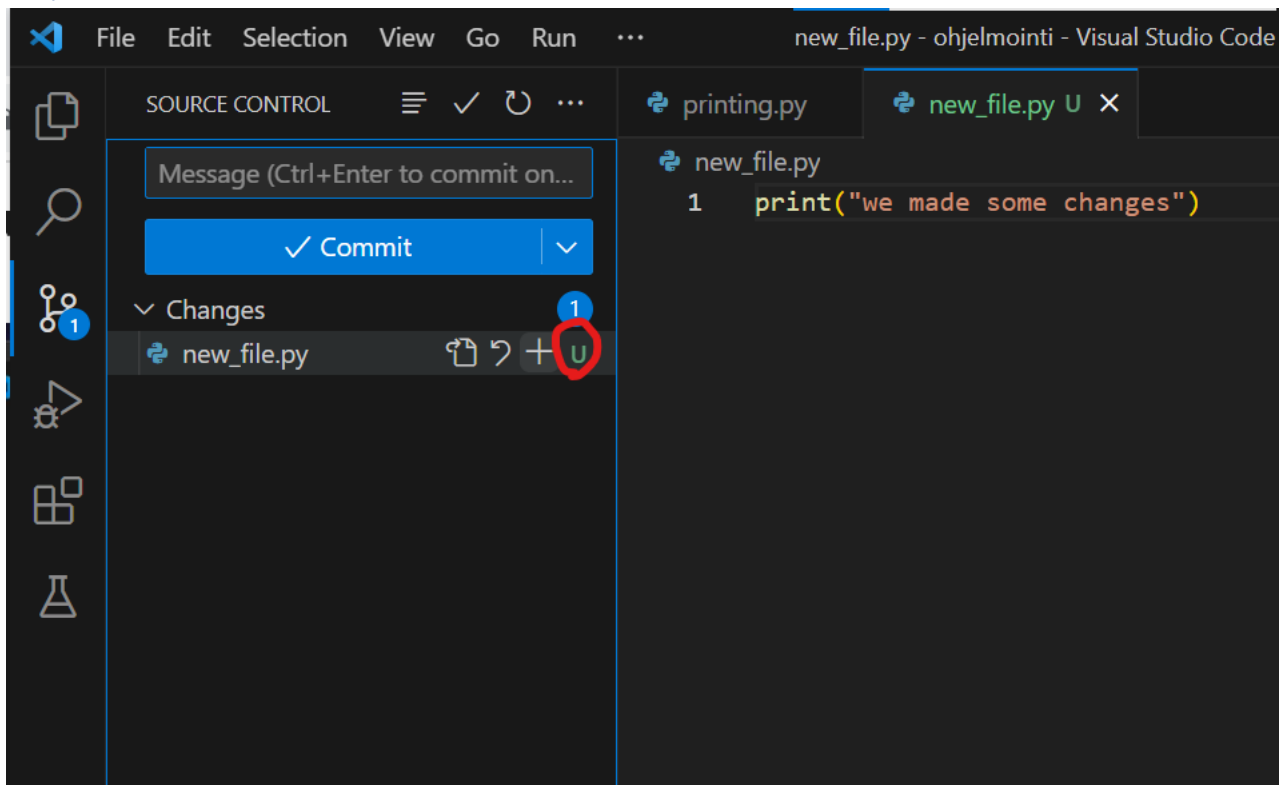 File Edit Selection View Go Run ··· new_file.py - ohjelmointi - Visual Studio Code
SOURCE CONTROL
printing.py
new_file.py U
Message (Ctrl+Enter to commit on...
new_file.py
1 print("we made some changes")
Commit
Changes 1
1
new_file.py U